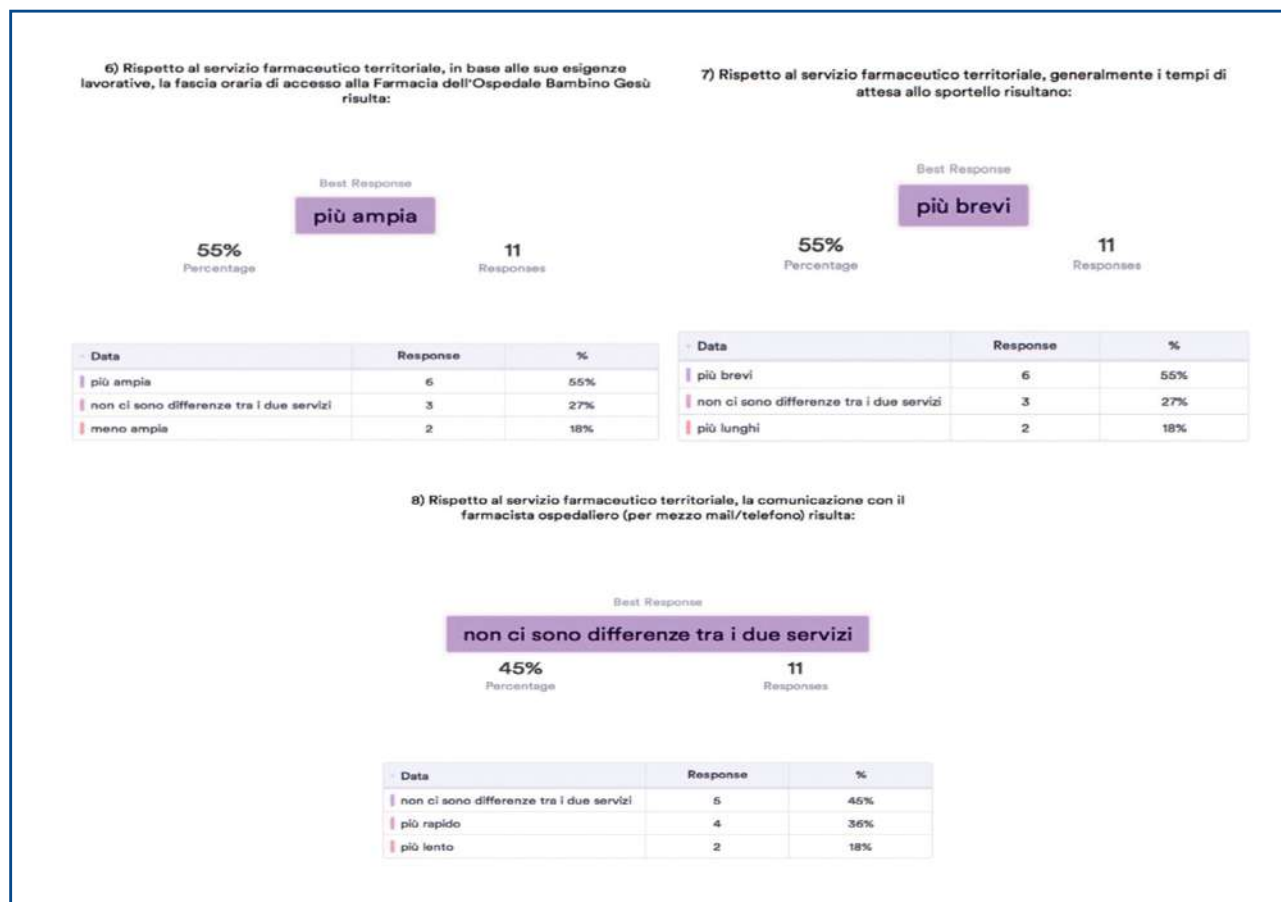 6) Rispetto al servizio farmaceutico territoriale, in base alle sue esigenze
lavorative, la fascia oraria di accesso alla Farmacia dell'Ospedale Bambino Gesù
risulta:
Best Response
più ampia
55% 11
Percentage Responses
Data Response %
più ampia 6 55%
non ci sono differenze tra i due servizi 3 27%
meno ampia 2 18%
7) Rispetto al servizio farmaceutico territoriale, generalmente i tempi di
attesa allo sportello risultano:
Best Response
più brevi
55% 11
Percentage Responses
Data Response %
più brevi 6 55%
non ci sono differenze tra i due servizi 3 27%
più lunghi 2 18%
8) Rispetto al servizio farmaceutico territoriale, la comunicazione con il
farmacista ospedaliero (per mezzo mail/telefono) risulta:
Best Response
non ci sono differenze tra i due servizi
45% 11
Percentage Responses
Data Response %
non ci sono differenze tra i due servizi 5 45%
più rapido 4 36%
più lento 2 18%